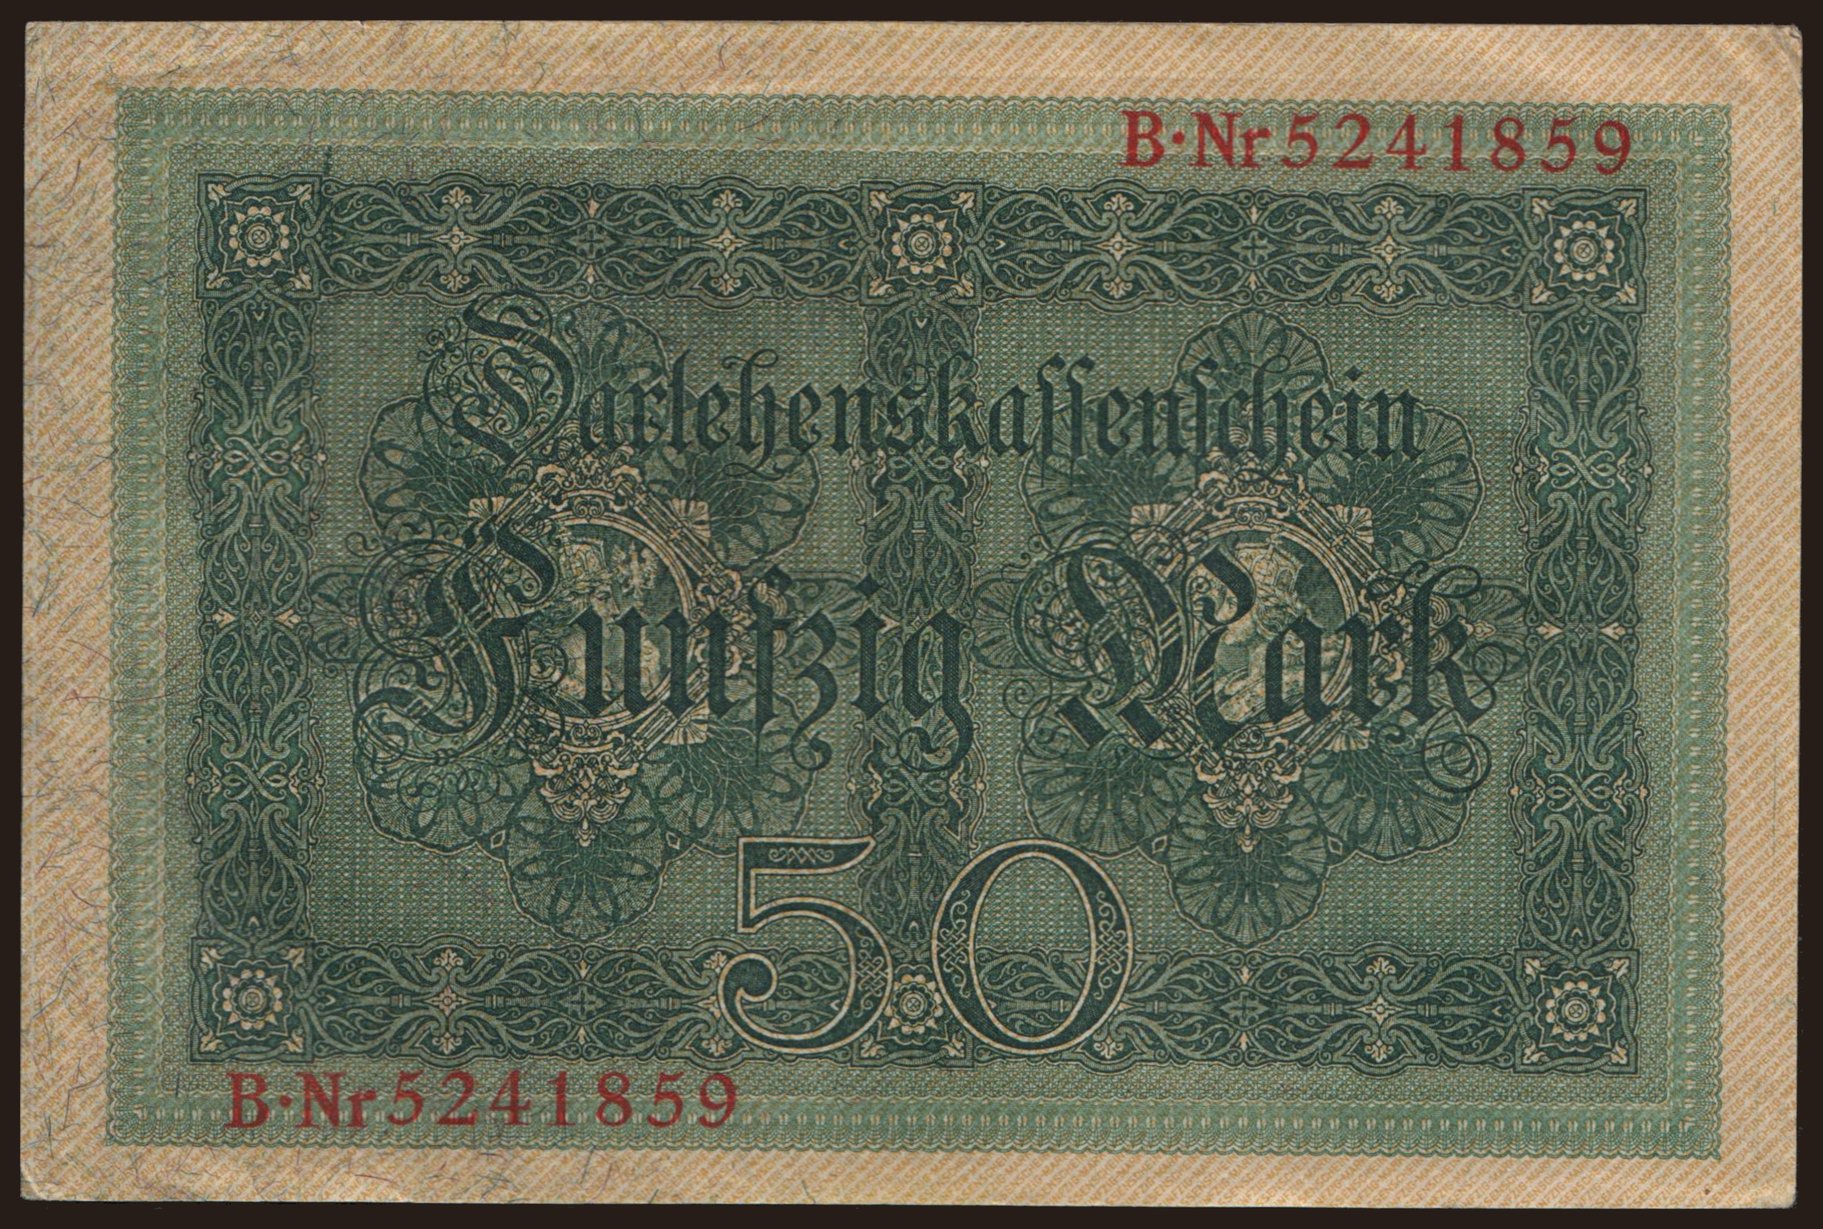 B·Nr 5241859
Darlehenskaſſenſchein
Fünfzig Mark
50
B·Nr 5241859